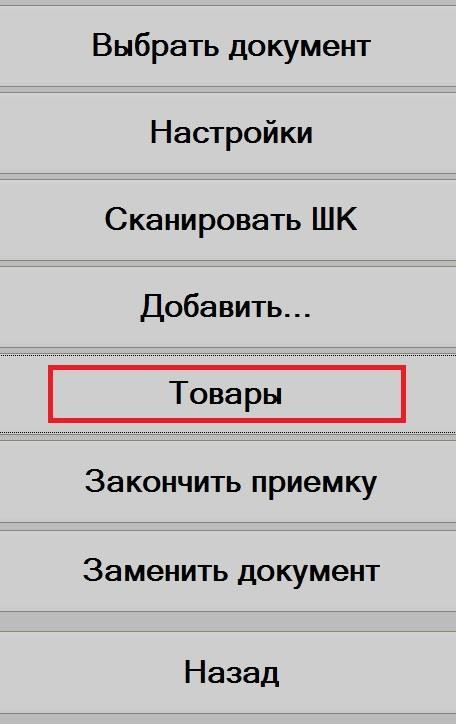 Выбрать документ
Настройки
Сканировать ШК
Добавить...
Товары
Закончить приемку
Заменить документ
Назад